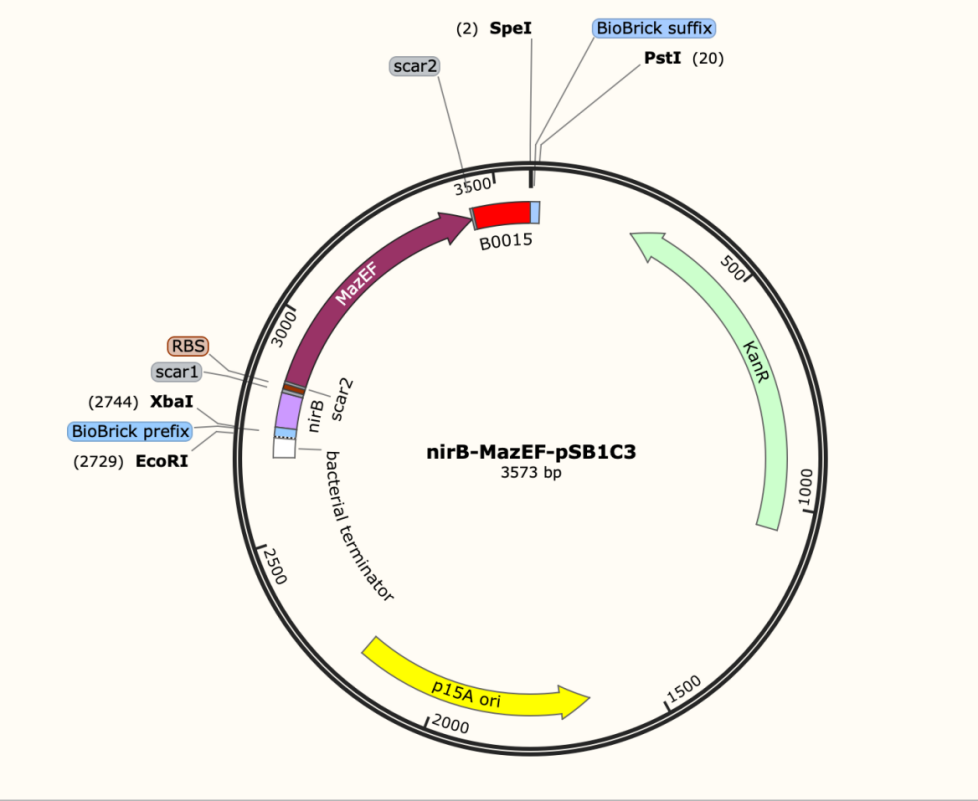 (2) SpeI
BioBrick suffix
PstI (20)
scar2
3500
B0015
MazEF
500
KanR
3000
RBS
scar1
(2744) XbaI
BioBrick prefix
(2729) EcoRI
nirB
scar2
nirB-MazEF-pSB1C3
3573 bp
bacterial terminator
1000
2500
p15A ori
1500
2000